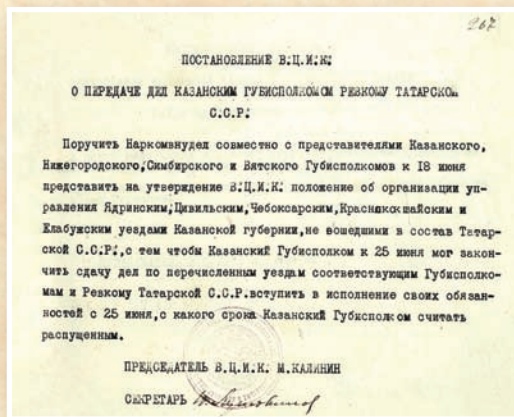 267
ПОСТАНОВЛЕНИЕ В.Ц.И.К.
О ПЕРЕДАЧЕ ДЕЛ КАЗАНСКИМ ГУБИСПОЛКОМОМ РЕВКОМУ ТАТАРСКОМ
С.С.Р.
Поручить Наркомвнудел совместно с представителями Казанского,
Нижегородского,Симбирского и Вятского Губисполкомов к 18 июня
представить на утверждение В.Ц.И.К. положение об организации уп-
равления Ядринским,Цивильским,Чебоксарским,Краснококшайским и
Елабужским уездами Казанской губернии,не вошедшими в состав Татар-
ской С.С.Р.,с тем чтобы Казанский Губисполком к 25 июня мог закон-
чить сдачу дел по перечисленным уездам соответствующим Губисполко-
мам и Ревкому Татарской С.С.Р.вступить в исполнение своих обязан-
ностей с 25 июня,с какого срока Казанский Губисполком считать
распущенным.
ПРЕДСЕДАТЕЛЬ В.Ц.И.К. М.КАЛИНИН
СЕКРЕТАРЬ